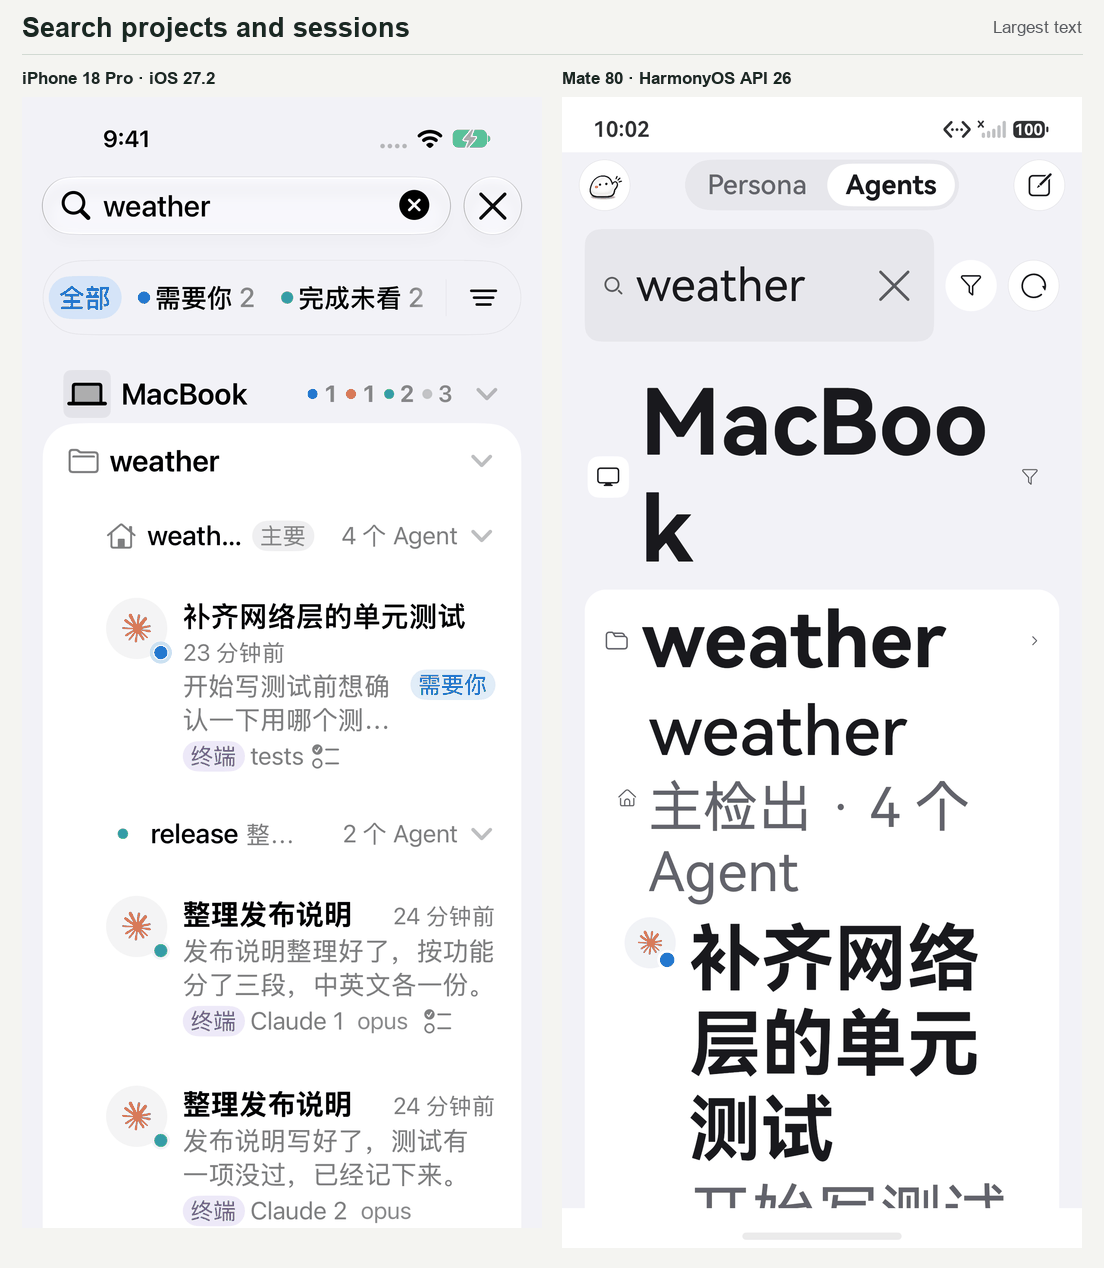 Search projects and sessions
Largest text
iPhone 18 Pro · iOS 27.2
9:41
weather
全部
需要你 2
完成未看 2
MacBook
1 1 2 3
weather
weath... 主要 4 个 Agent
补齐网络层的单元测试
23 分钟前
开始写测试前想确
认一下用哪个测...
需要你
终端 tests
release 整... 2 个 Agent
整理发布说明 24 分钟前
发布说明整理好了，按功能
分了三段，中英文各一份。
终端 Claude 1 opus
整理发布说明 24 分钟前
发布说明写好了，测试有
一项没过，已经记下来。
终端 Claude 2 opus
Mate 80 · HarmonyOS API 26
10:02
100
Persona Agents
weather
MacBoo
k
weather
weather
主检出 · 4 个
Agent
补齐网络
层的单元
测试
开始写测试